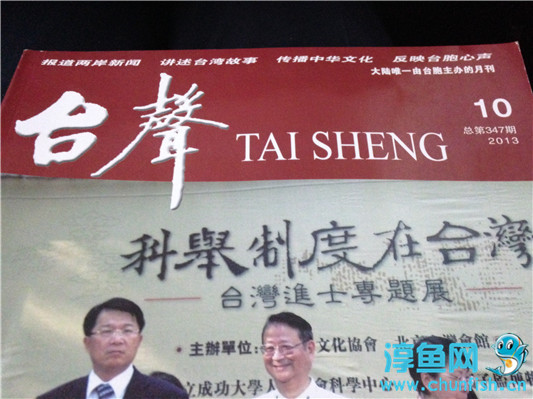 报道两岸新闻 讲述台湾故事 传播中华文化 反映台胞心声
大陆唯一由台胞主办的月刊
台聲
TAI SHENG
10
总第347期
2013
科舉制度在台灣
台灣進士專題展
·主辦單位:
文化協會
立成功大學人
會科學中
淳鱼网
www.chunfish.cn